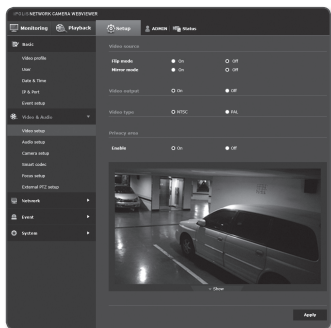 iPOLiS NETWORK CAMERA WEBVIEWER
Monitoring Playback Setup ADMIN Status
Basic
Video profile
User
Date & Time
IP & Port
Event setup
Video & Audio
Video setup
Audio setup
Camera setup
Smart codec
Focus setup
External PTZ setup
Network
Event
System
Video source
Flip mode On Off
Mirror mode On Off
Video output On Off
Video type NTSC PAL
Privacy area
Enable On Off
Show
Apply